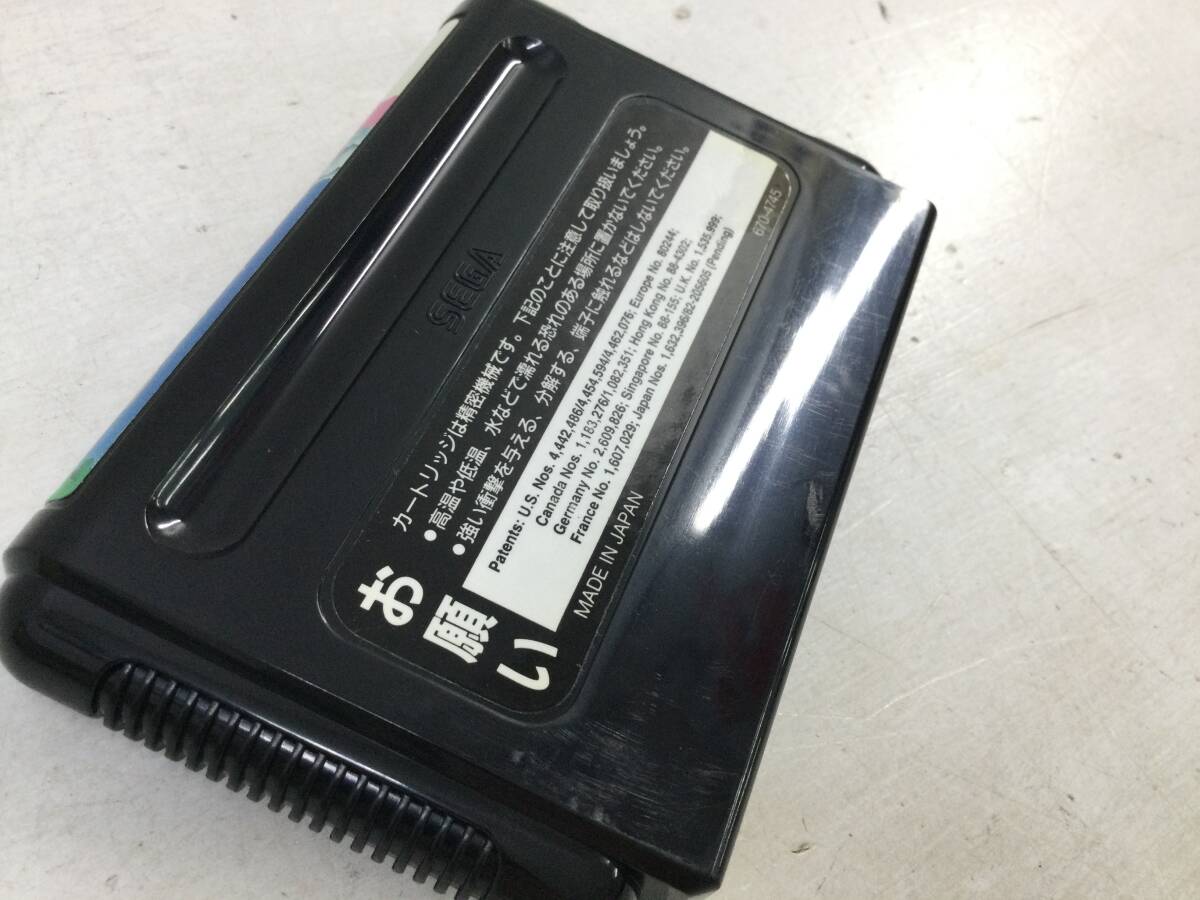 SEGA
お願い
カートリッジは精密機械です。下記のことに注意して取り扱いましょう。
●高温や低温、水などで濡れる恐れのある場所に置かないでください。
●強い衝撃を与える、分解する、端子に触れるなどはしないでください。
Patents: U.S. Nos. 4,442,486/4,454,594/4,462,076; Europe No. 80244;
Canada Nos. 1,183,276/1,082,351; Hong Kong No. 88-4302;
Germany No. 2,609,826; Singapore No. 88-155; U.K. No. 1,535,999;
France No. 1,607,029; Japan Nos. 1,632,396/82-205605 (Pending)
MADE IN JAPAN
670-4745